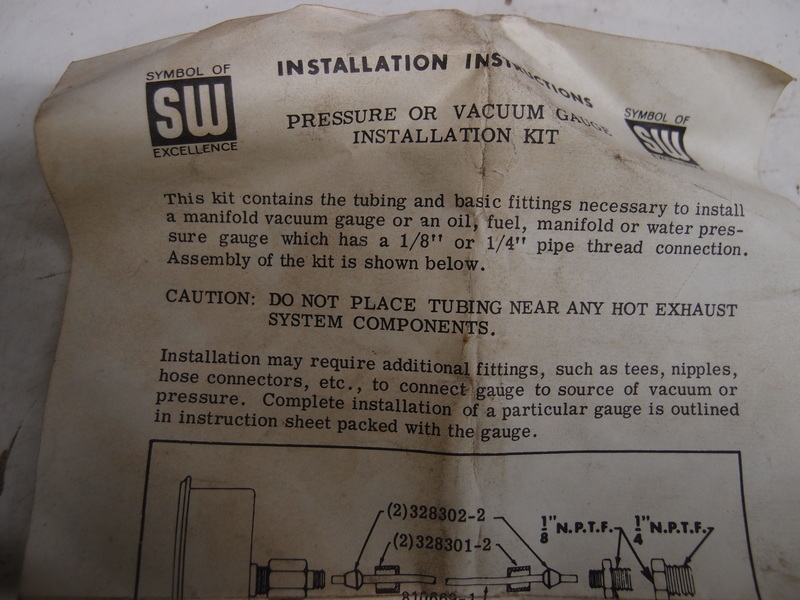 SYMBOL OF
SW
EXCELLENCE
INSTALLATION INSTRUCTIONS
PRESSURE OR VACUUM GAUGE
INSTALLATION KIT
SYMBOL OF
SW
This kit contains the tubing and basic fittings necessary to install
a manifold vacuum gauge or an oil, fuel, manifold or water pres-
sure gauge which has a 1/8" or 1/4" pipe thread connection.
Assembly of the kit is shown below.
CAUTION: DO NOT PLACE TUBING NEAR ANY HOT EXHAUST
SYSTEM COMPONENTS.
Installation may require additional fittings, such as tees, nipples,
hose connectors, etc., to connect gauge to source of vacuum or
pressure. Complete installation of a particular gauge is outlined
in instruction sheet packed with the gauge.
(2)328302-2
(2)328301-2
1/8" N.P.T.F.
1/4" N.P.T.F.